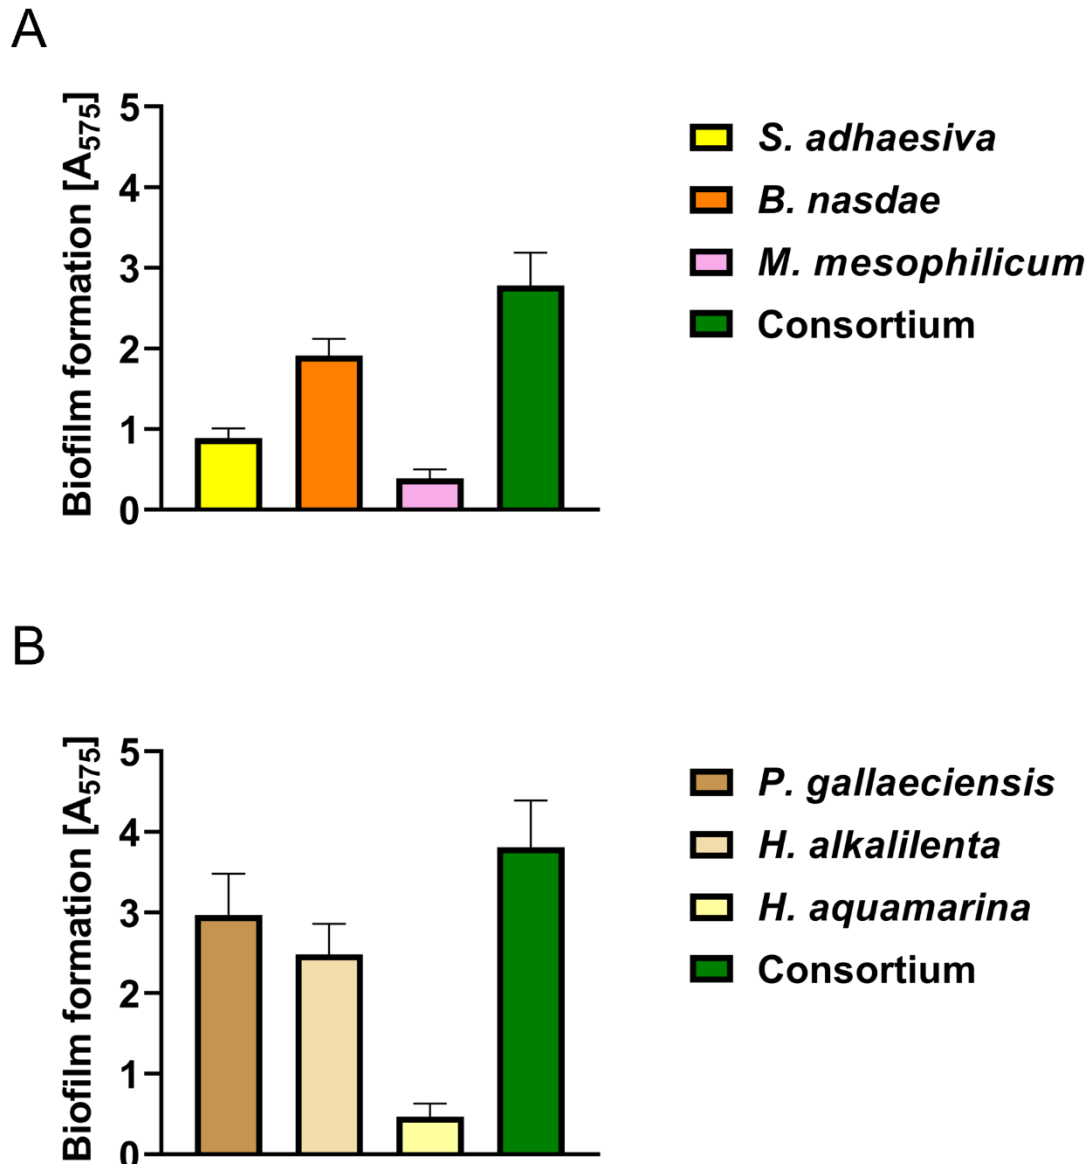 A
Biofilm formation [A575]
5
4
3
2
1
0
S. adhaesiva
B. nasdae
M. mesophilicum
Consortium
B
Biofilm formation [A575]
5
4
3
2
1
0
P. gallaeciensis
H. alkalilenta
H. aquamarina
Consortium